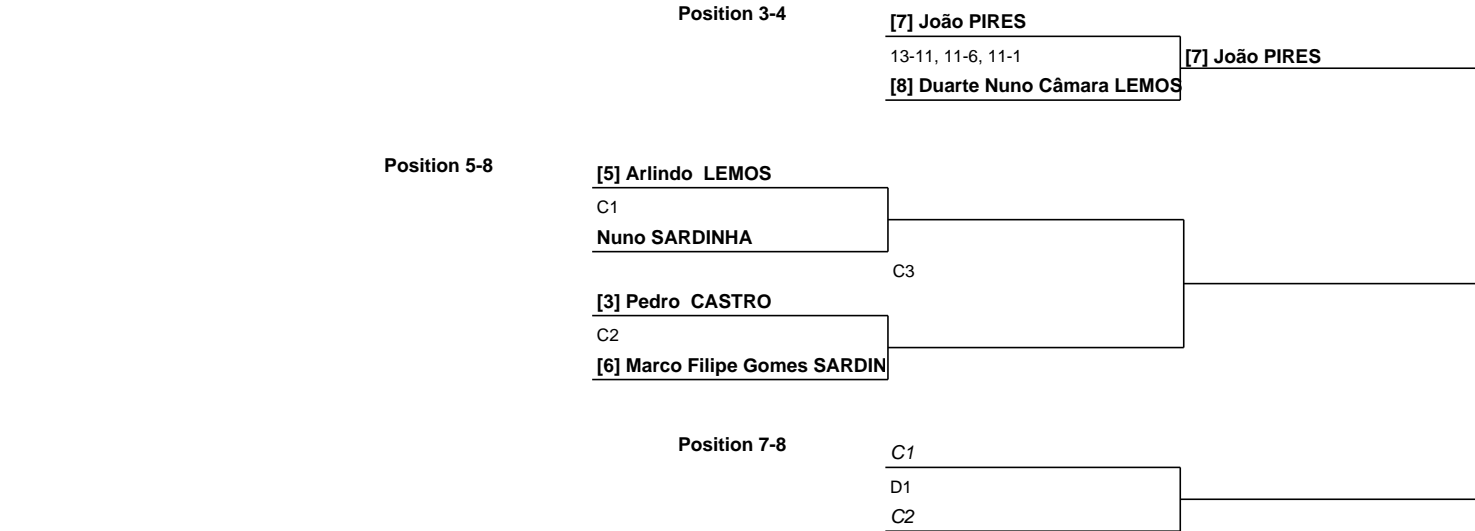 Position 3-4
[7] João PIRES
13-11, 11-6, 11-1
[7] João PIRES
[8] Duarte Nuno Câmara LEMOS
Position 5-8
[5] Arlindo LEMOS
C1
Nuno SARDINHA
C3
[3] Pedro CASTRO
C2
[6] Marco Filipe Gomes SARDIN
Position 7-8
C1
D1
C2